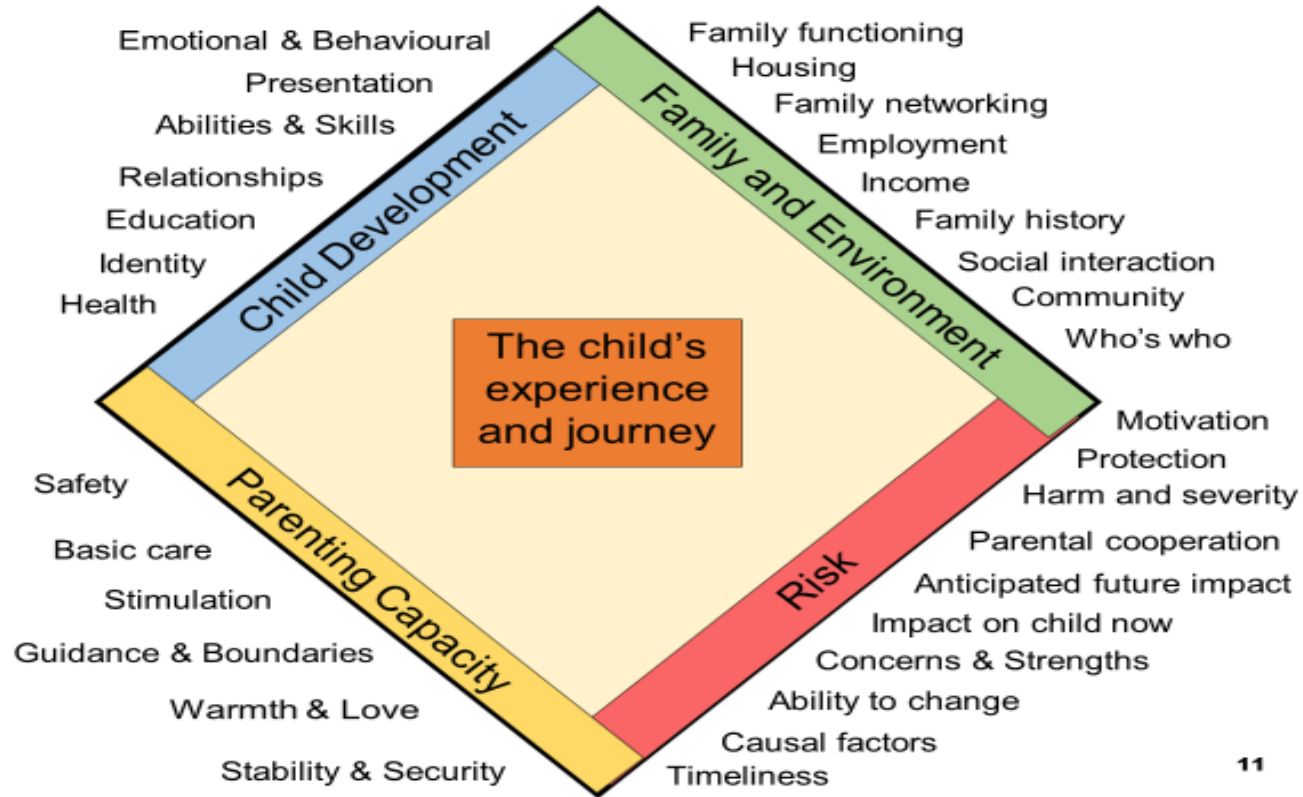 Emotional & Behavioural
Presentation
Abilities & Skills
Relationships
Education
Identity
Health
Child Development
Family functioning
Housing
Family networking
Employment
Income
Family history
Social interaction
Community
Who's who
Family and Environment
The child's
experience
and journey
Safety
Basic care
Stimulation
Guidance & Boundaries
Warmth & Love
Stability & Security
Parenting Capacity
Motivation
Protection
Harm and severity
Parental cooperation
Anticipated future impact
Impact on child now
Concerns & Strengths
Ability to change
Causal factors
Timeliness
Risk
11